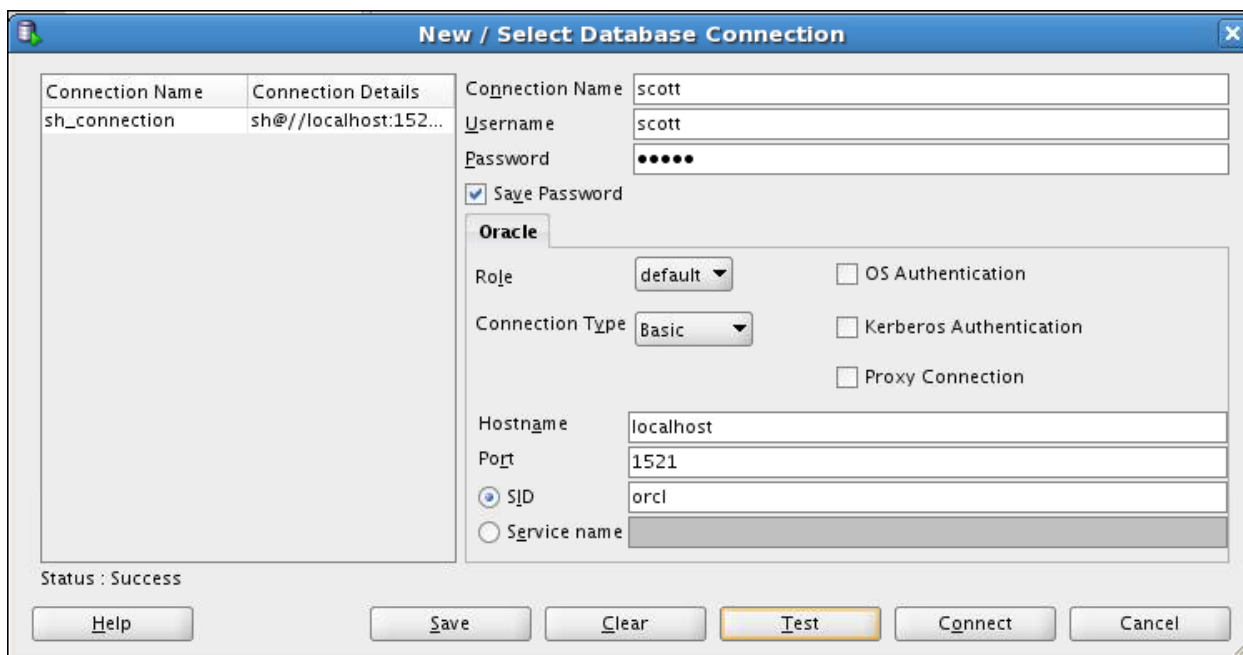 New / Select Database Connection
Connection Name Connection Details
sh_connection sh@//localhost:152...
Connection Name scott
Username scott
Password •••••
Save Password
Oracle
Role default OS Authentication
Connection Type Basic Kerberos Authentication
Proxy Connection
Hostname localhost
Port 1521
SID orcl
Service name
Status : Success
Help Save Clear Test Connect Cancel